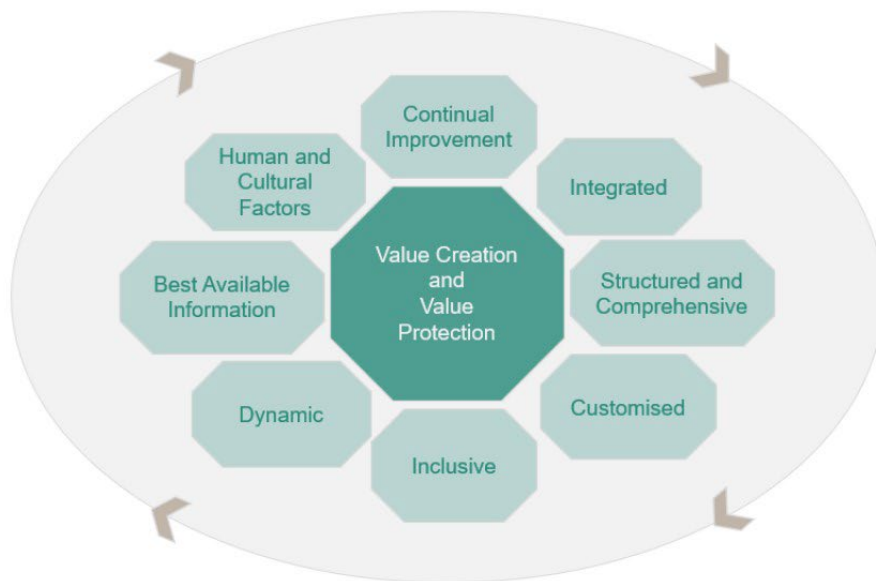 Continual
Improvement
Human and
Cultural
Factors
Integrated
Value Creation
and
Value
Protection
Best Available
Information
Structured and
Comprehensive
Dynamic
Customised
Inclusive